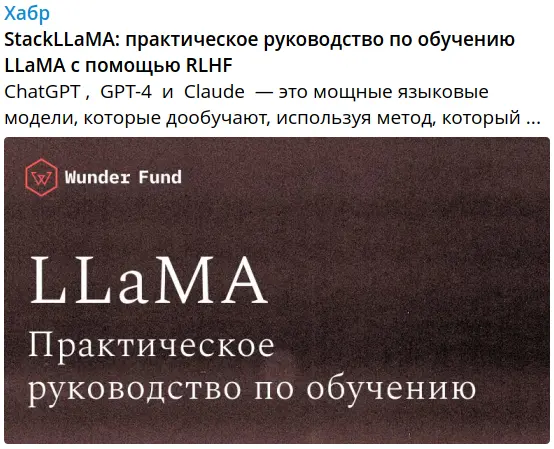 Хабр
StackLLaMA: практическое руководство по обучению
LLaMA с помощью RLHF
ChatGPT , GPT-4 и Claude — это мощные языковые
модели, которые дообучают, используя метод, который ...
Wunder Fund
LLaMA
Практическое
руководство по обучению